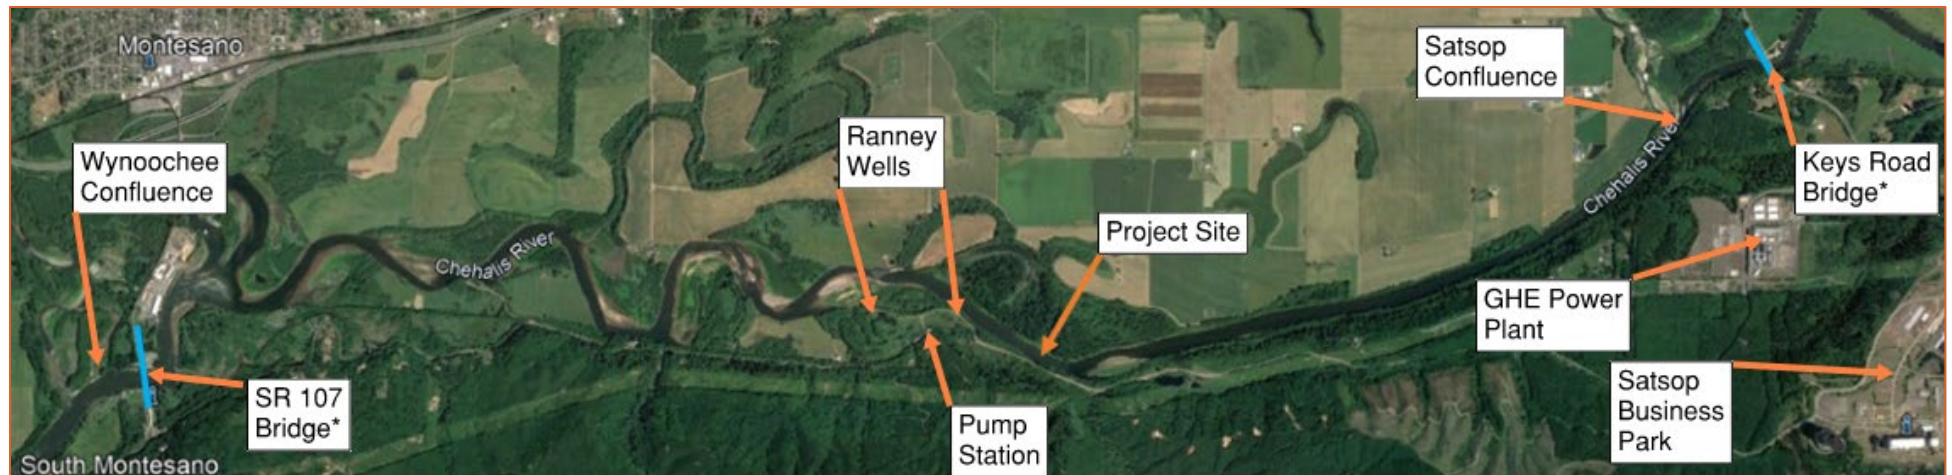 Montesano
Satsop
Confluence
Ranney
Wells
Wynoochee
Confluence
Keys Road
Bridge*
Chehalis River
Project Site
Chehalis River
GHE Power
Plant
SR 107
Bridge*
Satsop
Business
Park
Pump
Station
South Montesano